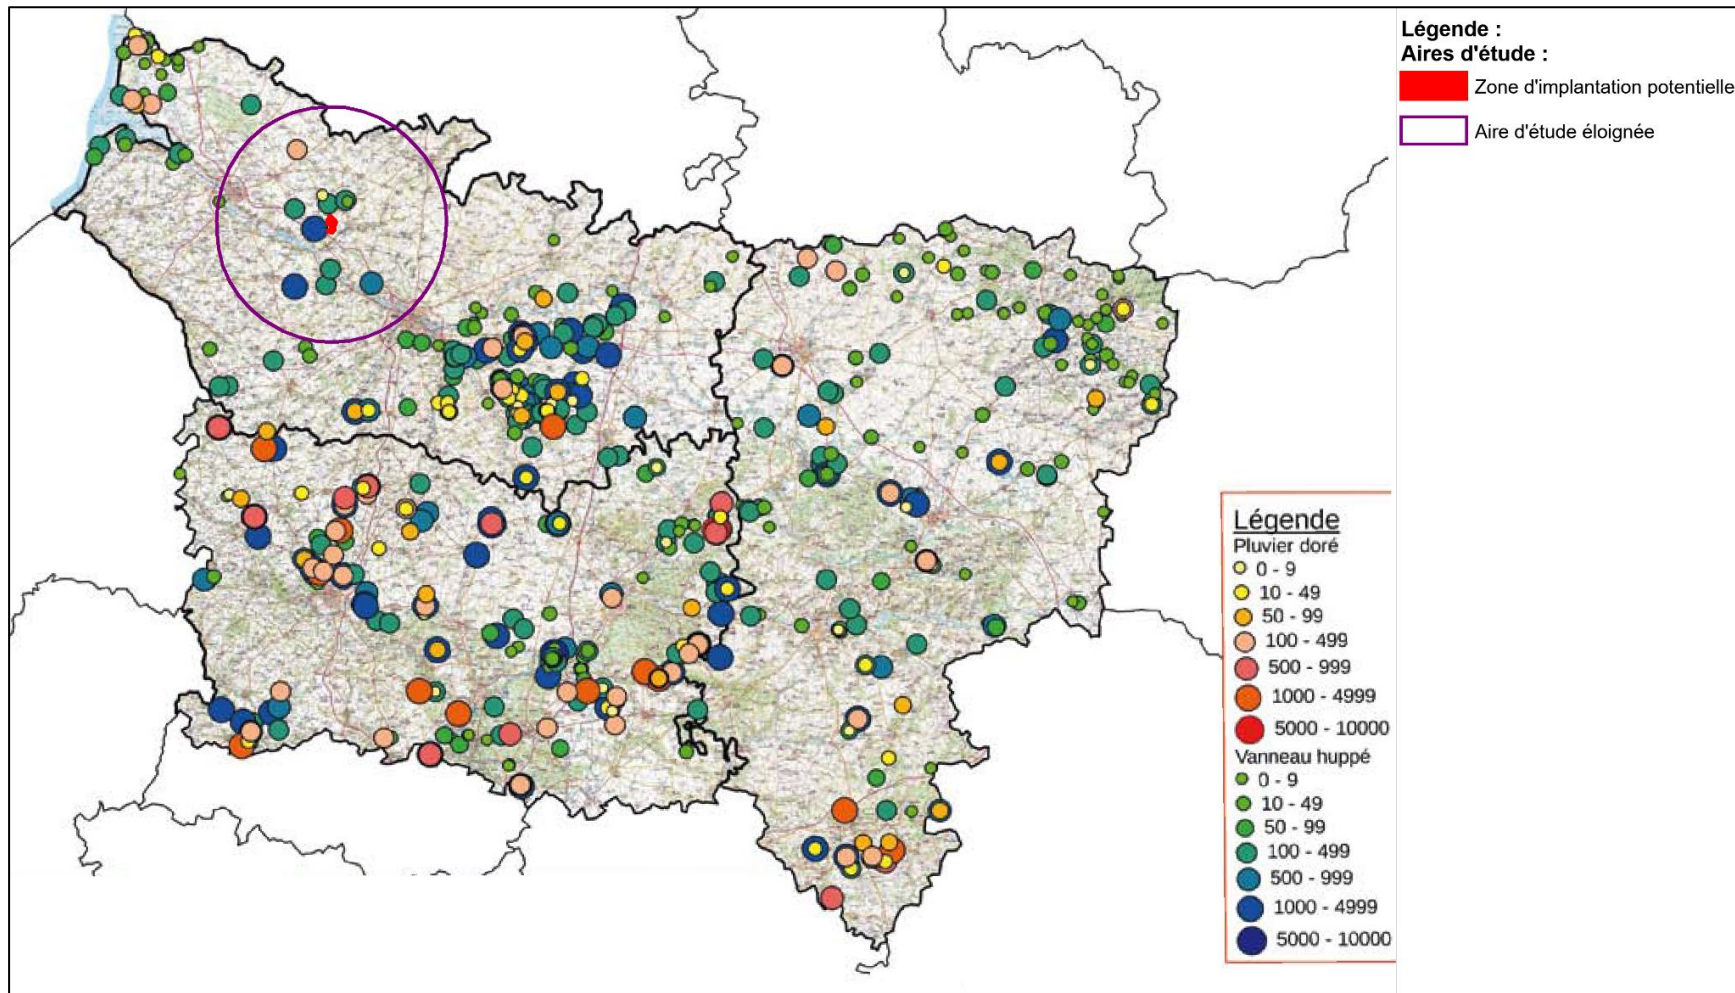 Légende :
Aires d'étude :
Zone d'implantation potentielle
Aire d'étude éloignée
Légende
Pluvier doré
0 - 9
10 - 49
50 - 99
100 - 499
500 - 999
1000 - 4999
5000 - 10000
Vanneau huppé
0 - 9
10 - 49
50 - 99
100 - 499
500 - 999
1000 - 4999
5000 - 10000